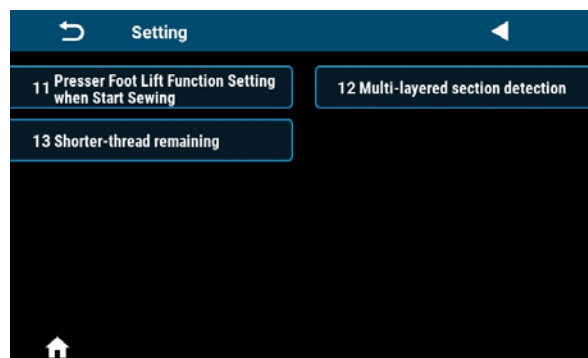 Setting
11 Presser Foot Lift Function Setting
when Start Sewing
12 Multi-layered section detection
13 Shorter-thread remaining